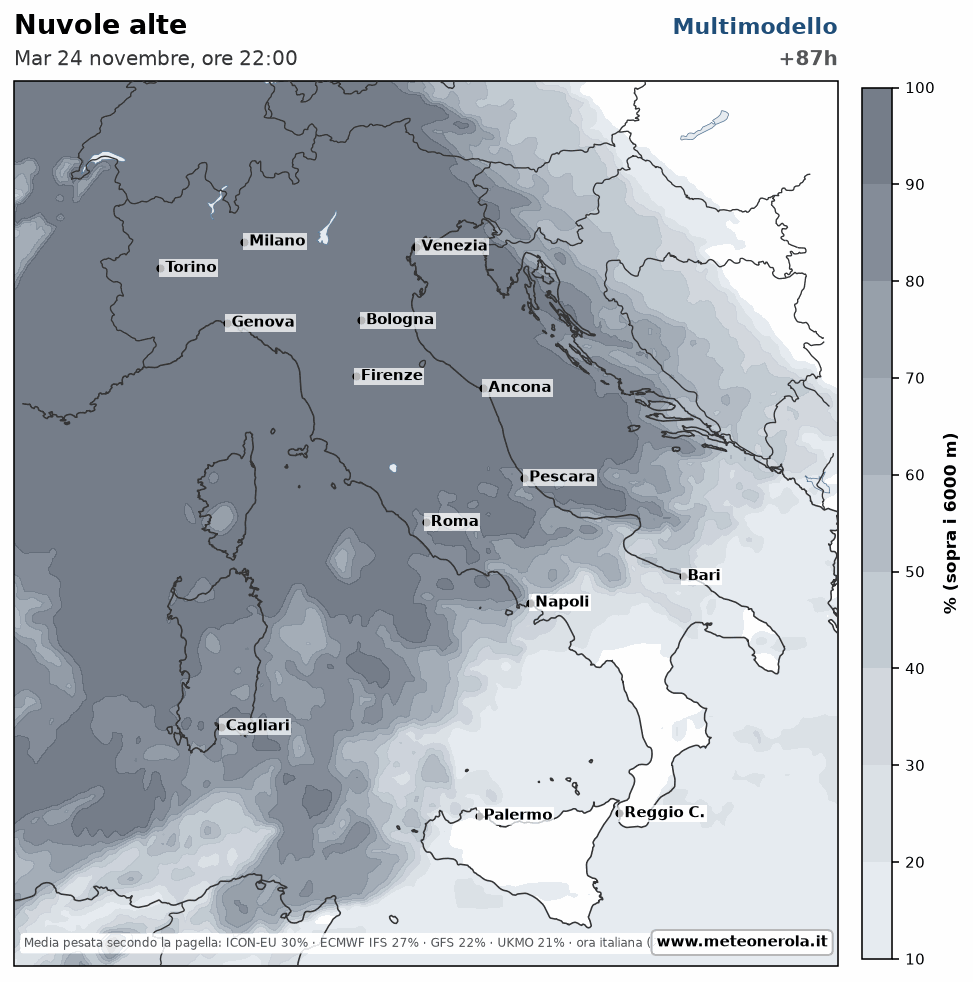 Nuvole alte
Multimodello
Mar 24 novembre, ore 22:00
+87h
100
90
80
70
60
50
40
30
20
10
% (sopra i 6000 m)
Milano
Venezia
Torino
Genova
Bologna
Firenze
Ancona
Pescara
Roma
Bari
Napoli
Cagliari
Palermo
Reggio C.
Media pesata secondo la pagella: ICON-EU 30% · ECMWF IFS 27% · GFS 22% · UKMO 21% · ora italiana (
www.meteonerola.it